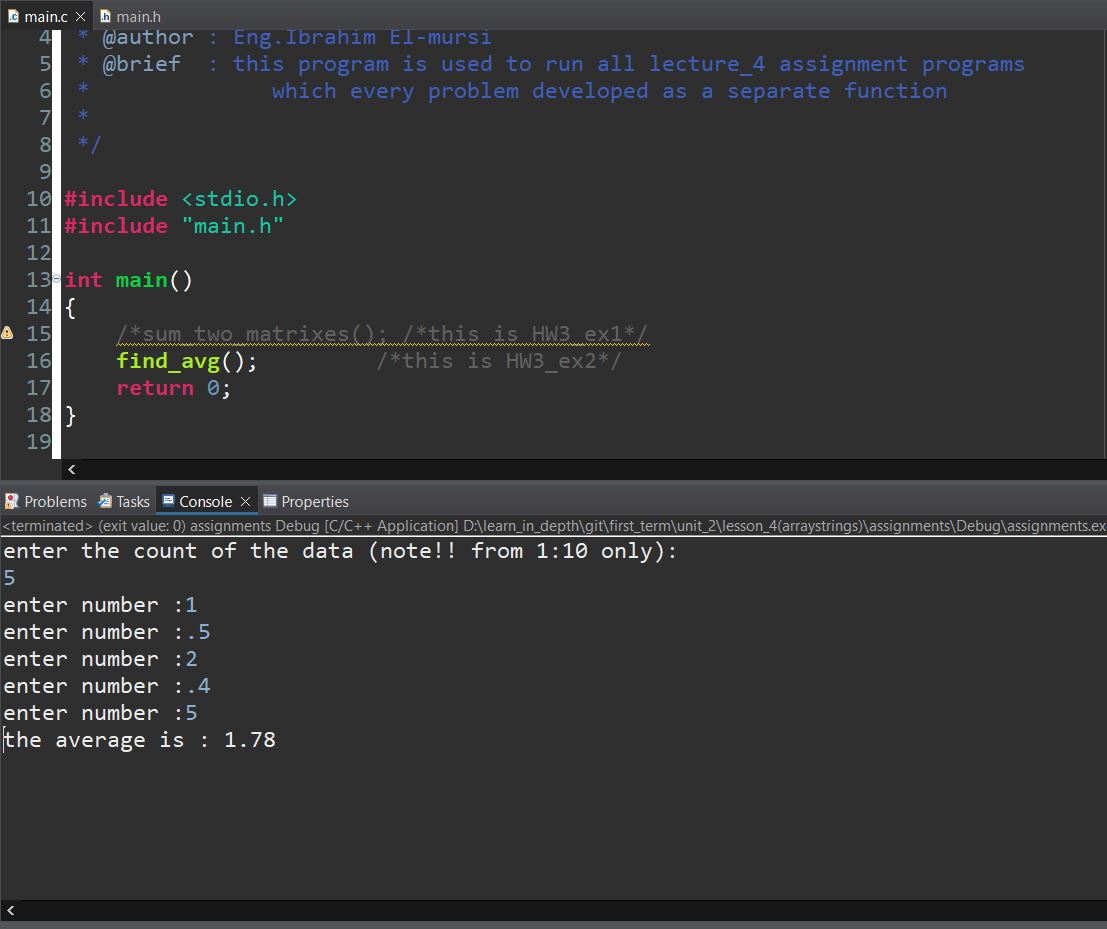 main.c main.h
4 * @author : Eng.Ibrahim El-mursi
5 * @brief : this program is used to run all lecture_4 assignment programs
6 * which every problem developed as a separate function
7 *
8 */
9
10 #include <stdio.h>
11 #include "main.h"
12
13 int main()
14 {
15 /*sum_two_matrixes(); /*this is HW3_ex1*/
16 find_avg(); /*this is HW3_ex2*/
17 return 0;
18 }
19
Problems Tasks Console Properties
<terminated> (exit value: 0) assignments Debug [C/C++ Application] D:\learn_in_depth\git\first_term\unit_2\lesson_4(arraystrings)\assignments\Debug\assignments.ex
enter the count of the data (note!! from 1:10 only):
5
enter number :1
enter number :.5
enter number :2
enter number :.4
enter number :5
the average is : 1.78